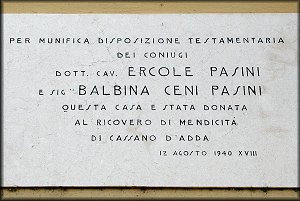 PER MUNIFICA DISPOSIZIONE TESTAMENTARIA
DEI CONIUGI
DOTT. CAV. ERCOLE PASINI
E SIG.RA BALBINA CENI PASINI
QUESTA CASA E STATA DONATA
AL RICOVERO DI MENDICITÀ
DI CASSANO D'ADDA
12 AGOSTO 1940 XVIII